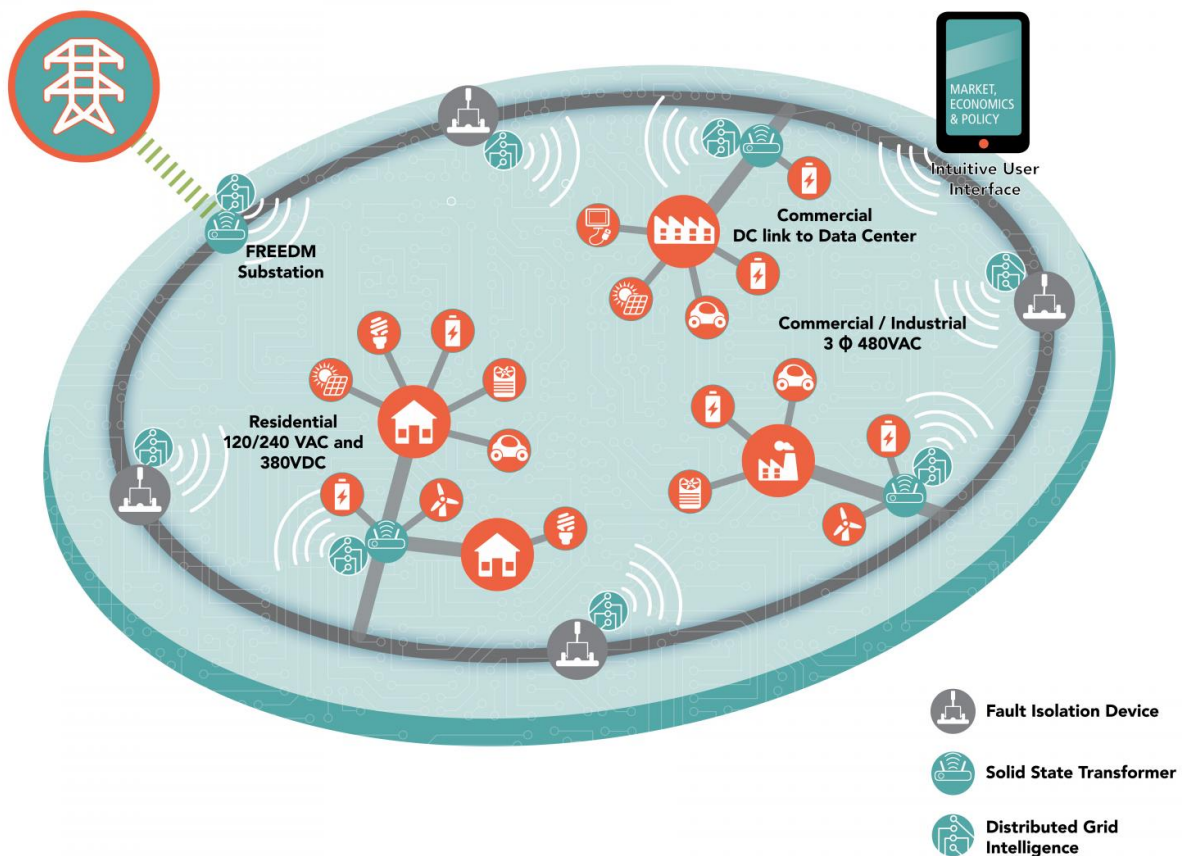 MARKET,
ECONOMICS
& POLICY
Intuitive User
Interface
FREEDM
Substation
Commercial
DC link to Data Center
Commercial / Industrial
3 Φ 480VAC
Residential
120/240 VAC and
380VDC
Fault Isolation Device
Solid State Transformer
Distributed Grid
Intelligence